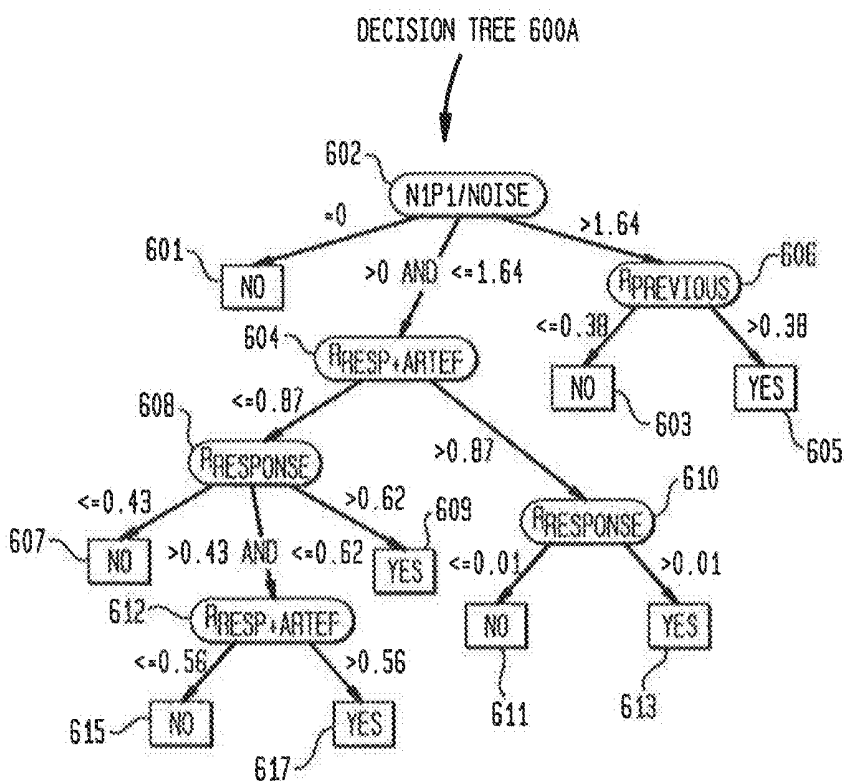 DECISION TREE 600A
602
N1P1/NOISE
=0
>1.64
601
NO
>0 AND <=1.64
RPREVIOUS
606
604
RRESP+ARTEF
<=0.38
>0.38
NO
YES
603
605
<=0.87
>0.87
608
RRESPONSE
610
RRESPONSE
<=0.43
>0.62
609
607
NO
>0.43 AND <=0.62
YES
<=0.01
>0.01
612
RRESP+ARTEF
NO
YES
611
613
<=0.56
>0.56
615
NO
YES
617